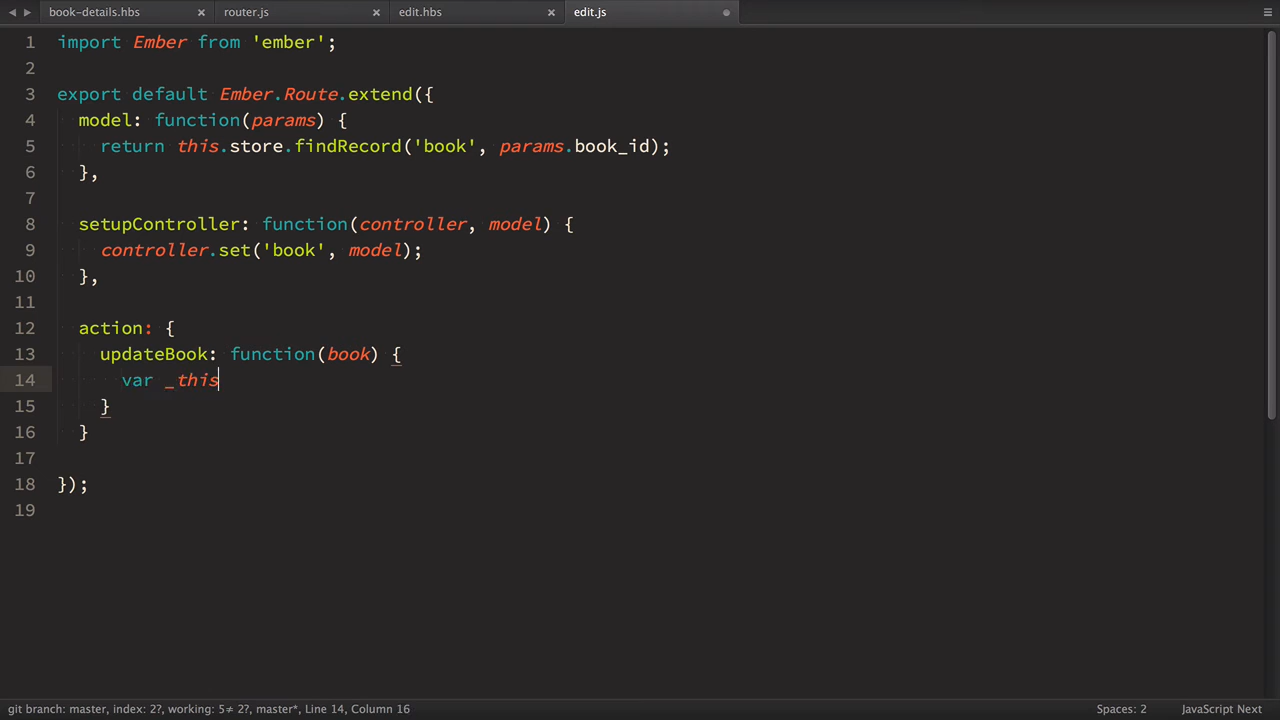 book-details.hbs × router.js × edit.hbs × edit.js
1 import Ember from 'ember';
2
3 export default Ember.Route.extend({
4 model: function(params) {
5 return this.store.findRecord('book', params.book_id);
6 },
7
8 setupController: function(controller, model) {
9 controller.set('book', model);
10 },
11
12 action: {
13 updateBook: function(book) {
14 var _this
15 }
16 }
17
18 });
19
git branch: master, index: 2?, working: 5≠ 2?, master*, Line 14, Column 16 Spaces: 2 JavaScript Next